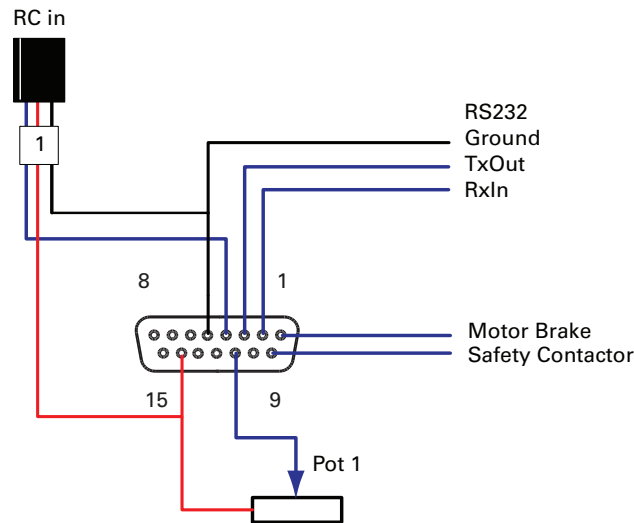 RC in
1
RS232
Ground
TxOut
RxIn
8
1
Motor Brake
Safety Contactor
15
9
Pot 1